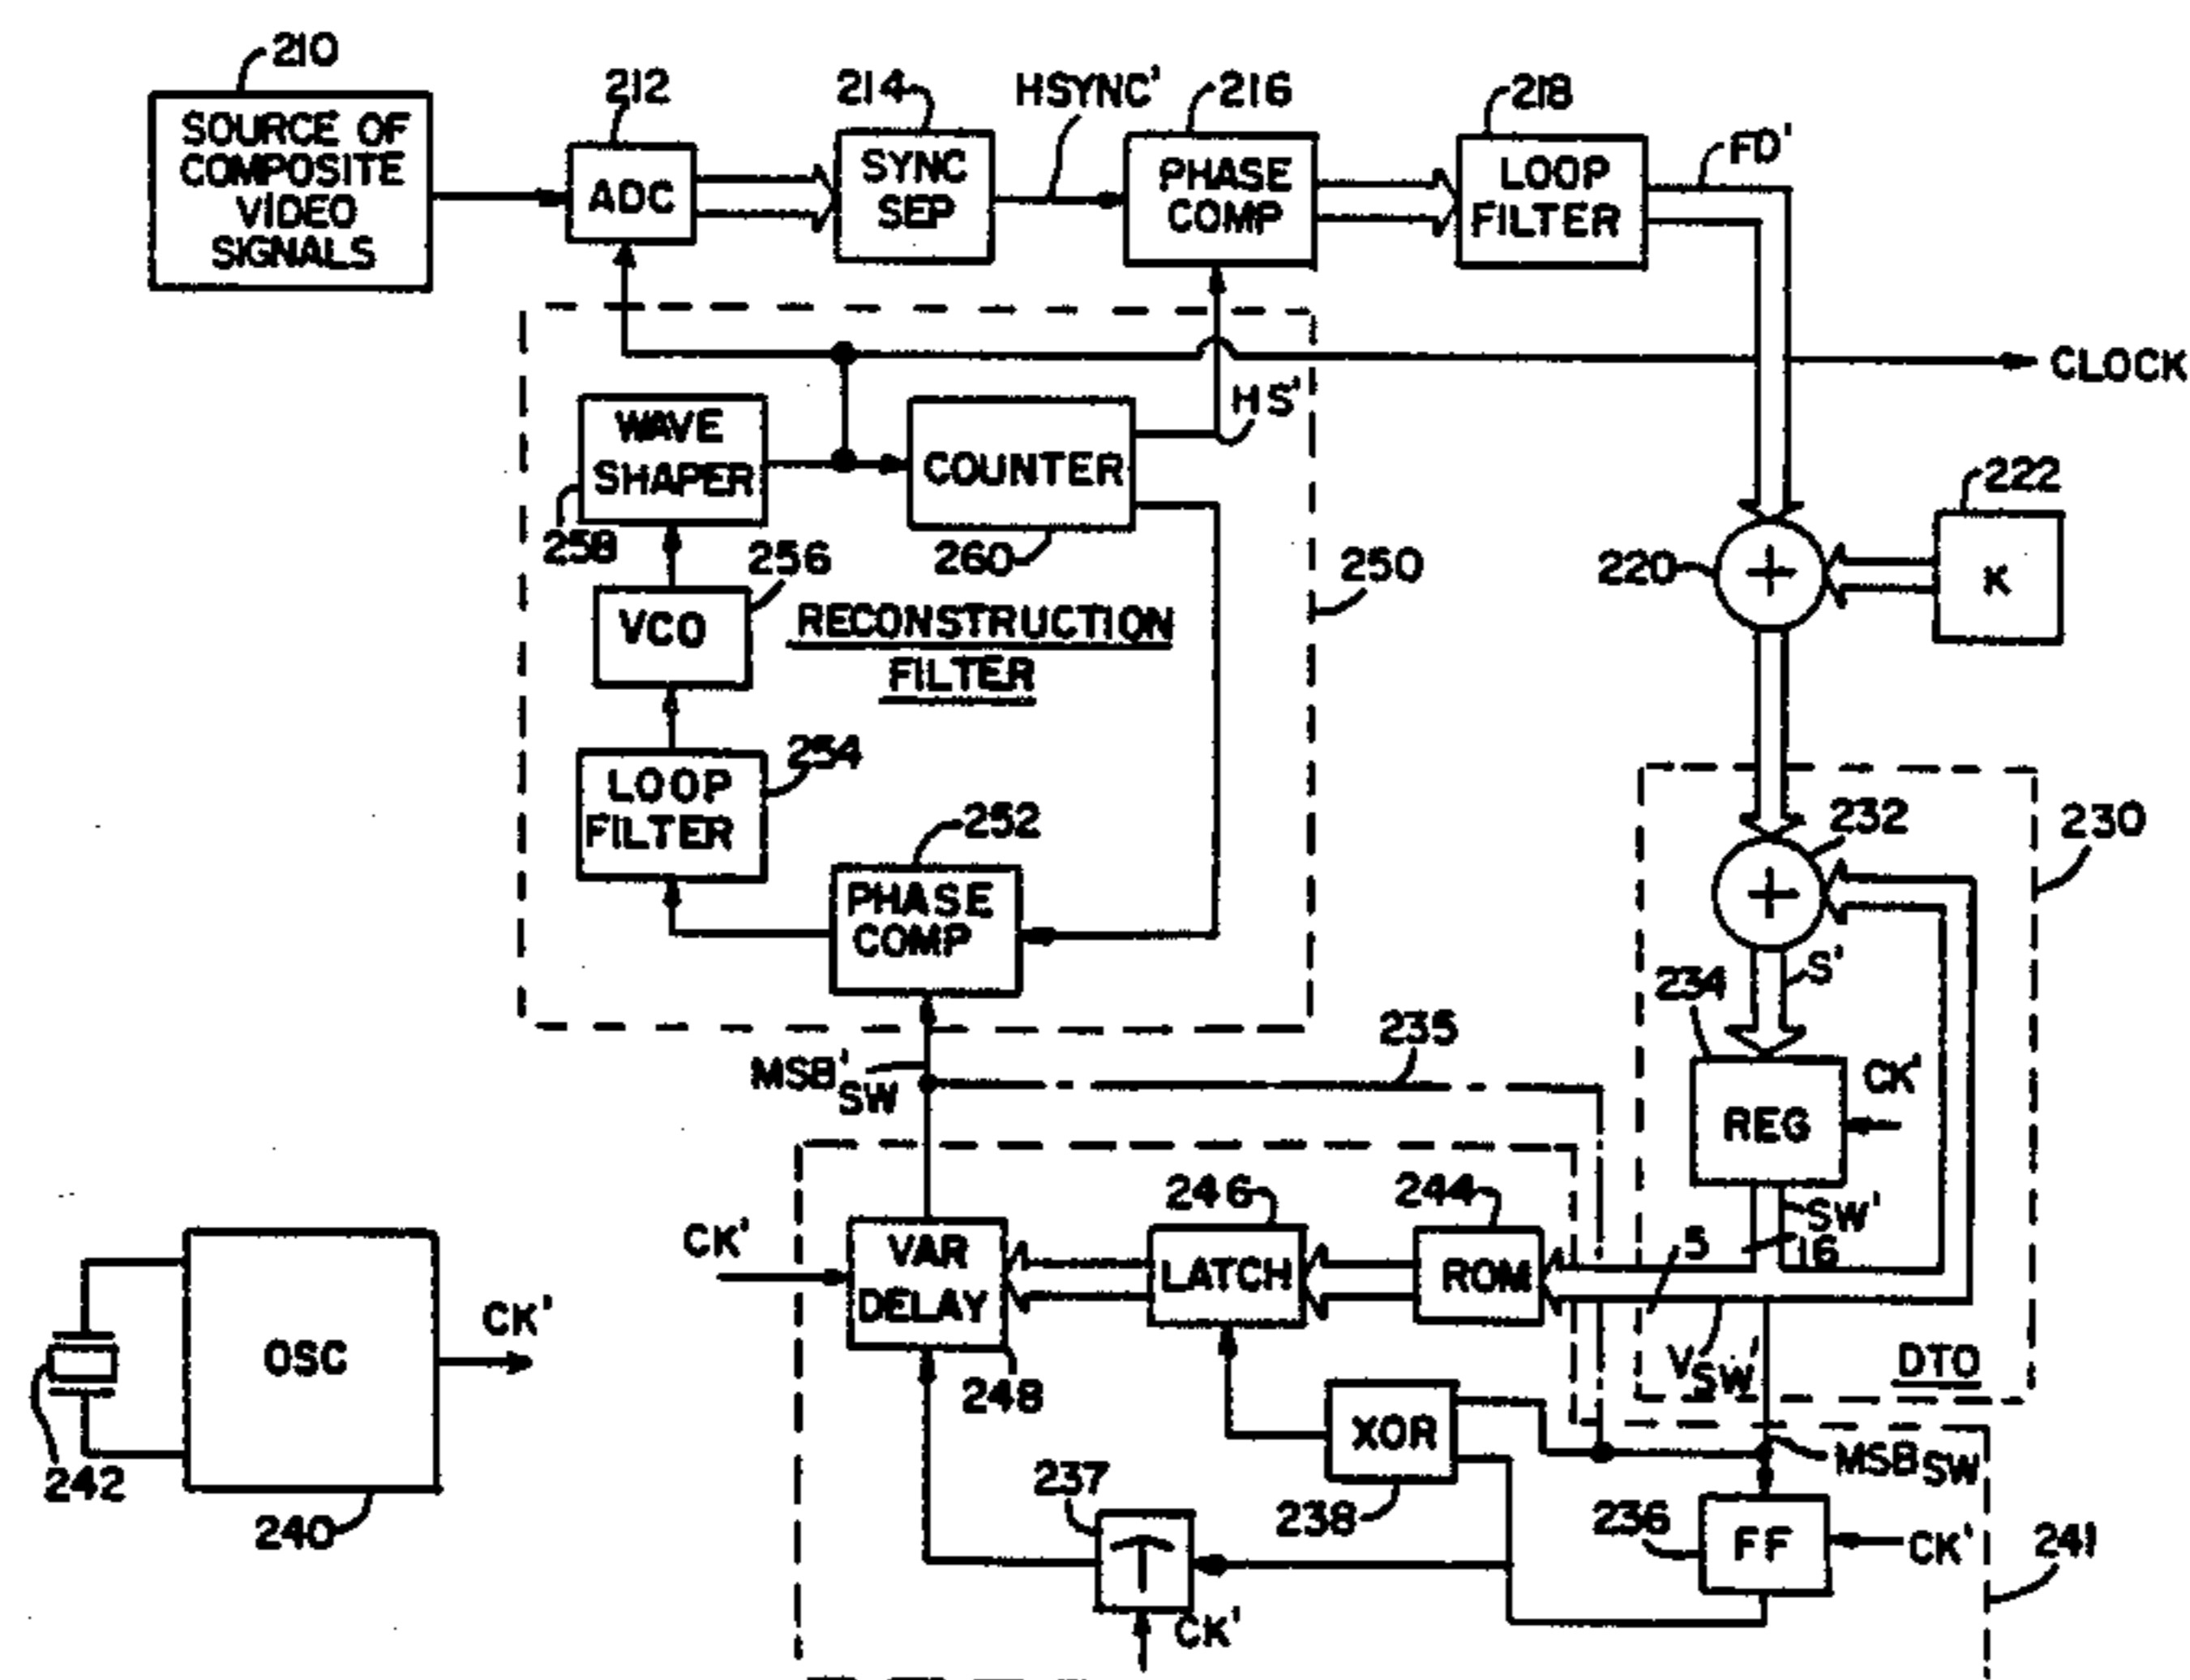 210
SOURCE OF
COMPOSITE
VIDEO
SIGNALS
212
ADC
214
SYNC
SEP
HSYNC'
216
PHASE
COMP
218
LOOP
FILTER
FD'
CLOCK
WAVE
SHAPER
258
COUNTER
260
HS'
256
VCO
RECONSTRUCTION
FILTER
250
220
+
222
K
254
LOOP
FILTER
252
PHASE
COMP
232
+
230
S'
234
REG
CK'
SW'
16
5
VSW'
DTO
MSB'SW
235
CK'
VAR
DELAY
248
246
LATCH
244
ROM
OSC
CK'
242
240
XOR
238
237
T
CK'
MSBSW
236
FF
CK'
241